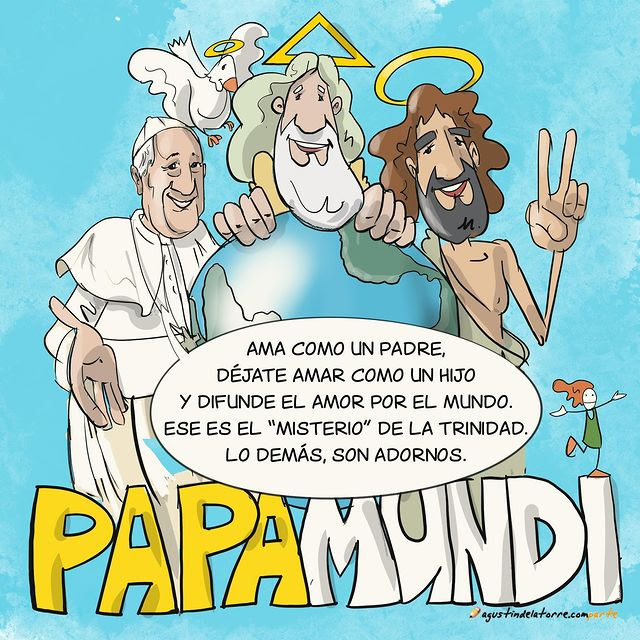 AMA COMO UN PADRE,
DÉJATE AMAR COMO UN HIJO
Y DIFUNDE EL AMOR POR EL MUNDO.
ESE ES EL “MISTERIO” DE LA TRINIDAD.
LO DEMÁS, SON ADORNOS.
PAPAMUNDI
agustindelatorre.comparte